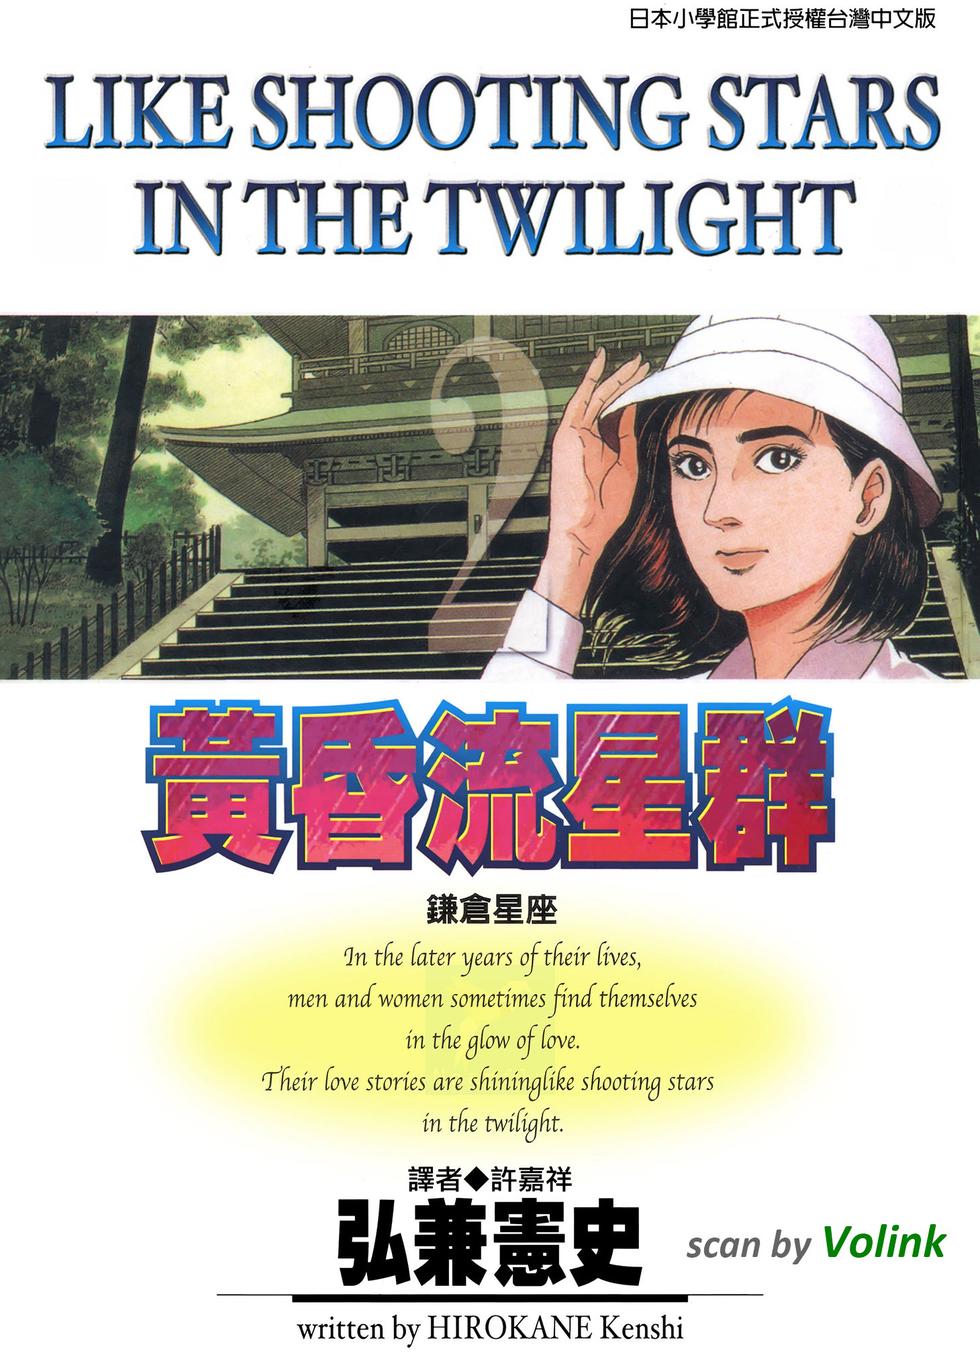 日本小學館正式授權台灣中文版
LIKE SHOOTING STARS
IN THE TWILIGHT
2
黃昏流星群
鎌倉星座
In the later years of their lives,
men and women sometimes find themselves
in the glow of love.
Their love stories are shininglike shooting stars
in the twilight.
譯者◆許嘉祥
弘兼憲史
scan by Volink
written by HIROKANE Kenshi